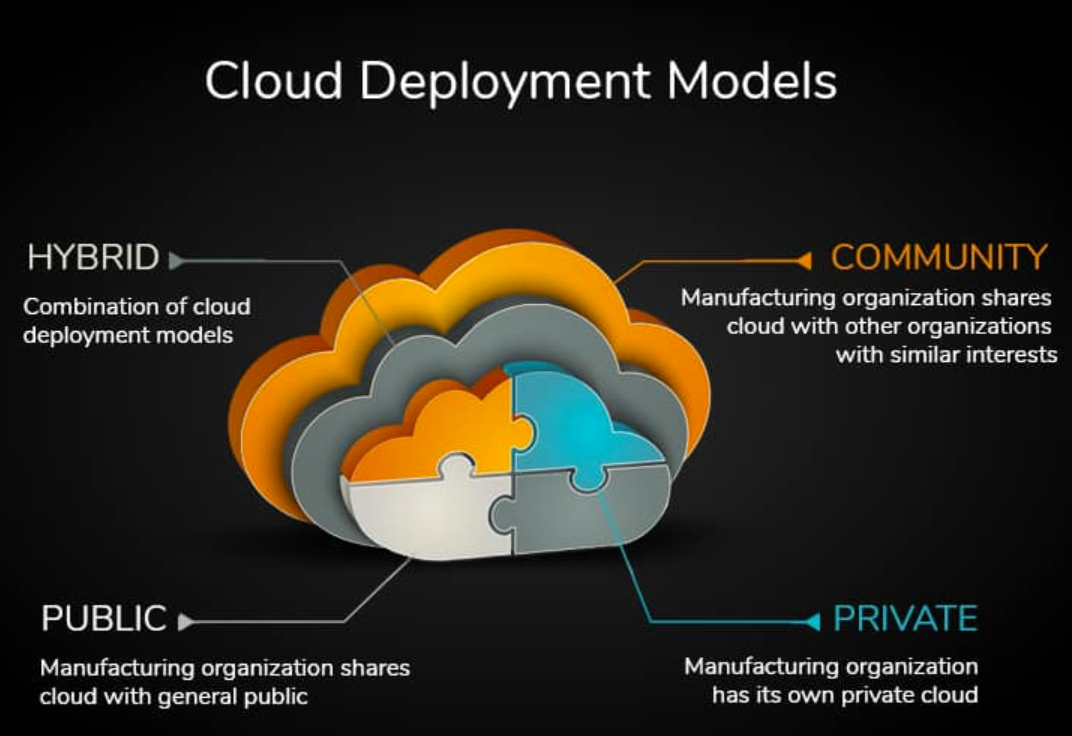 Cloud Deployment Models
HYBRID
Combination of cloud
deployment models
COMMUNITY
Manufacturing organization shares
cloud with other organizations
with similar interests
PUBLIC
Manufacturing organization shares
cloud with general public
PRIVATE
Manufacturing organization
has its own private cloud